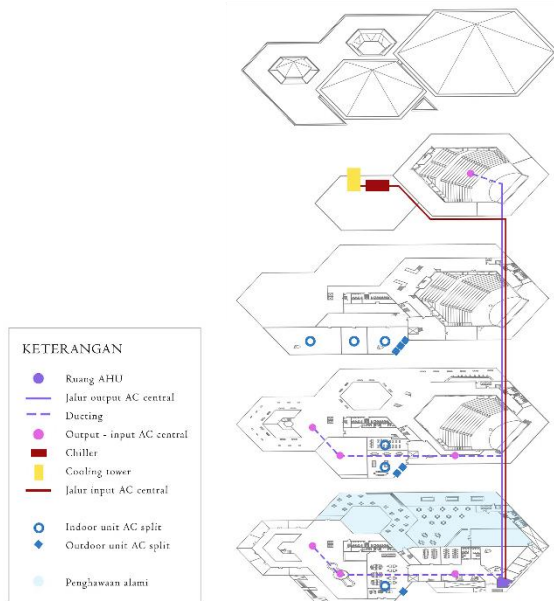 KETERANGAN
Ruang AHU
Jalur output AC central
Ducting
Output - input AC central
Chiller
Cooling tower
Jalur input AC central
Indoor unit AC split
Outdoor unit AC split
Penghawaan alami